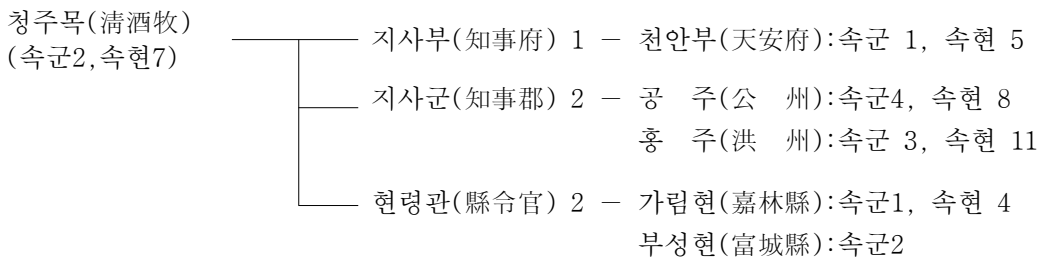 청주목(淸酒牧)
(속군2,속현7)
지사부(知事府) 1 － 천안부(天安府):속군 1, 속현 5
지사군(知事郡) 2 － 공 주(公 州):속군4, 속현 8
홍 주(洪 州):속군 3, 속현 11
현령관(縣令官) 2 － 가림현(嘉林縣):속군1, 속현 4
부성현(富城縣):속군2